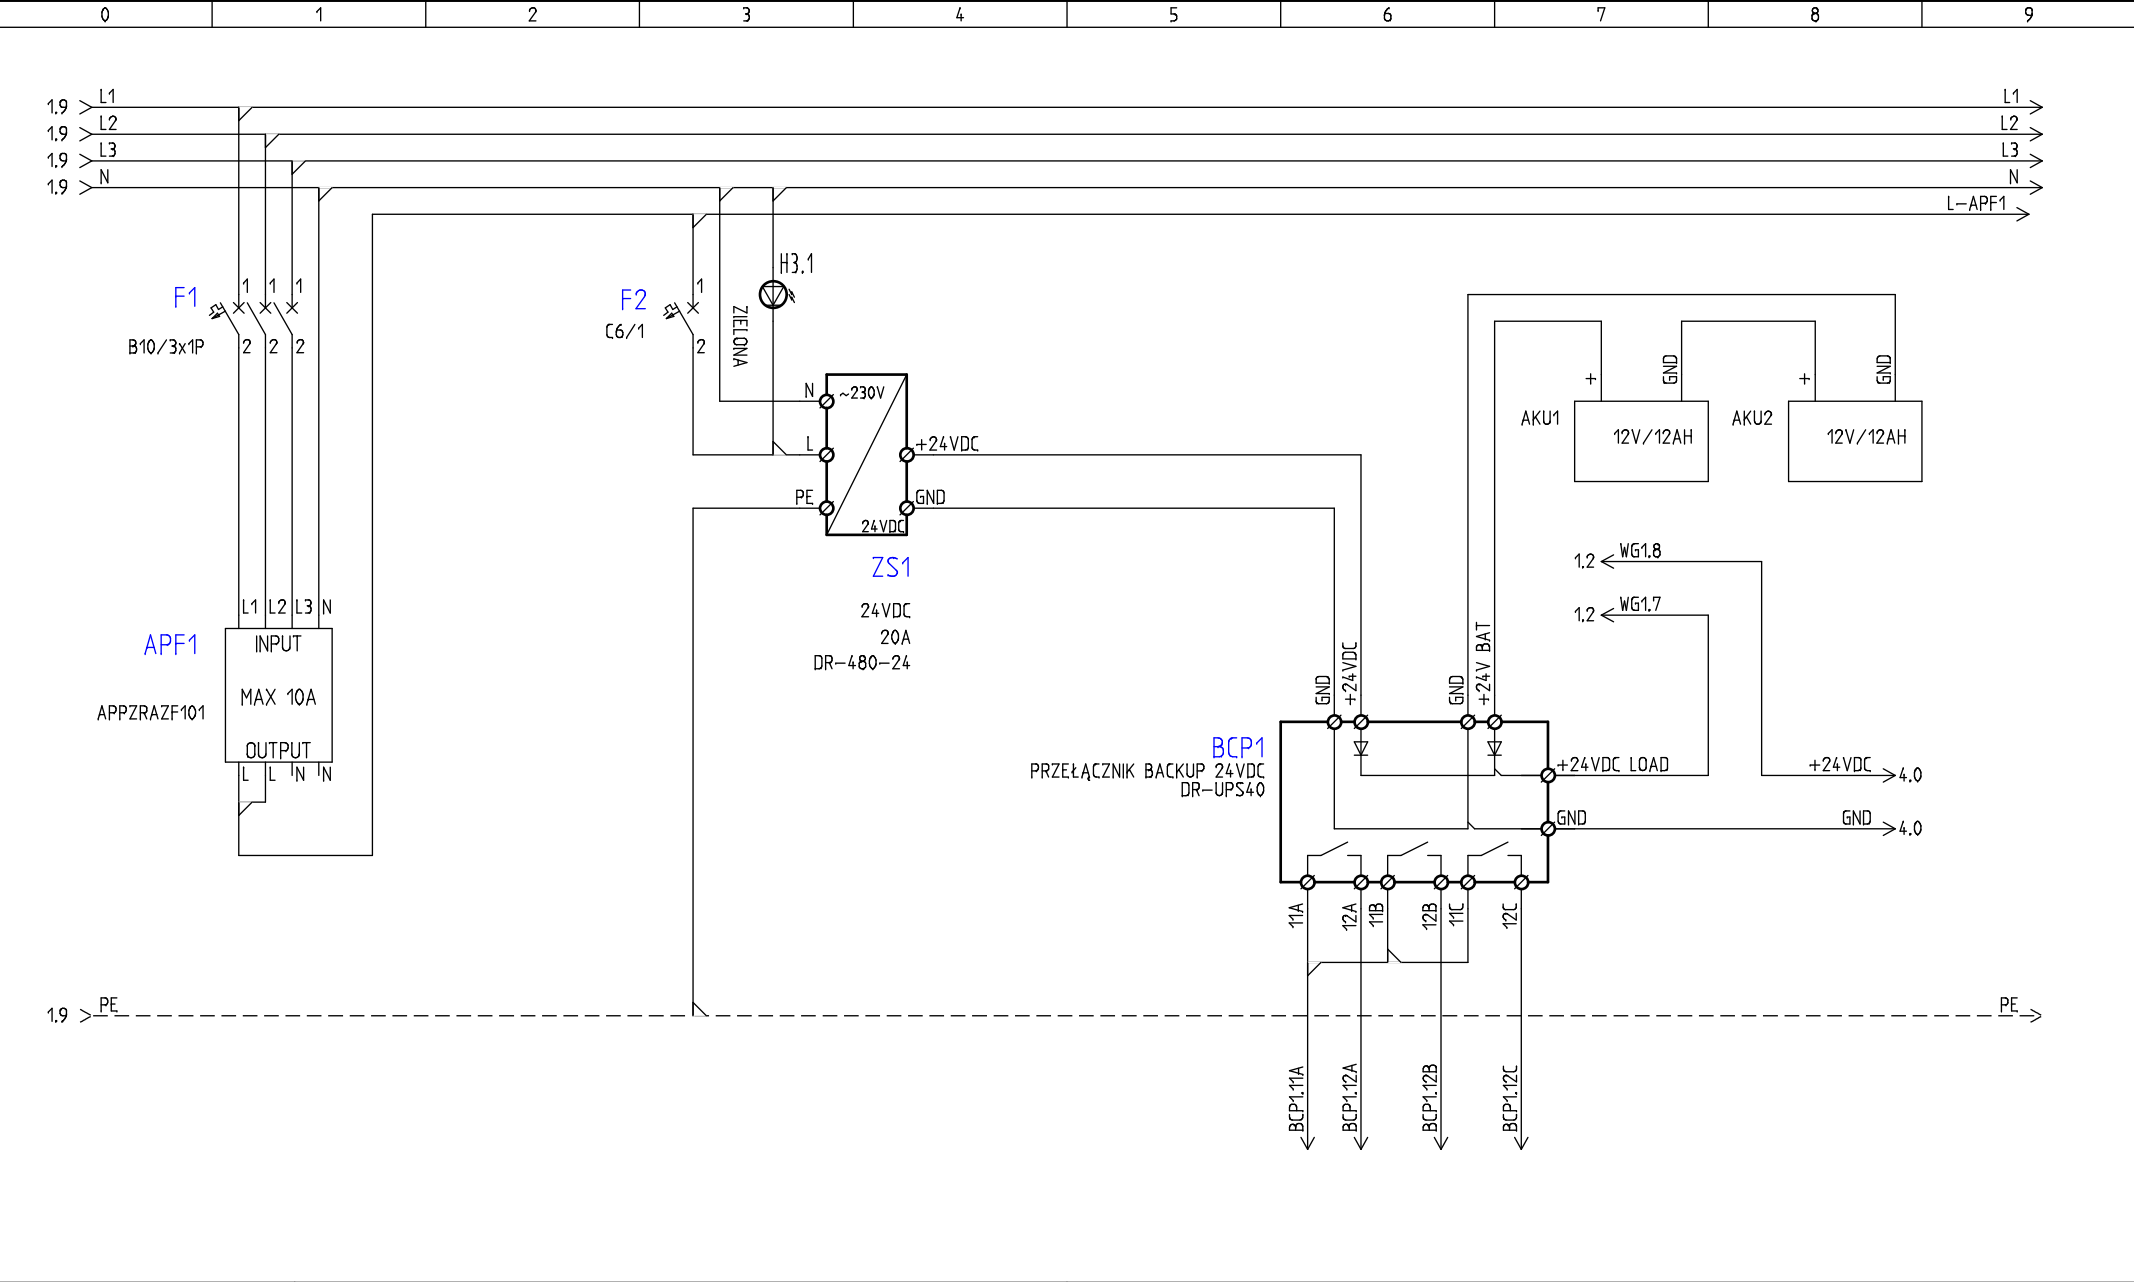 0 1 2 3 4 5 6 7 8 9
1.9 L1 L1
1.9 L2 L2
1.9 L3 L3
1.9 N N
L-APF1
F1
B10/3x1P
1 1 1
2 2 2
F2
C6/1
1
2
H3.1
ZIELONA
N
L
PE
~230V
24VDC
+24VDC
GND
ZS1
24VDC
20A
DR-480-24
APF1
APPZRAZF101
L1 L2 L3 N
INPUT
MAX 10A
OUTPUT
L L N N
+ GND
AKU1
12V/12AH
+ GND
AKU2
12V/12AH
1.2 WG1.8
1.2 WG1.7
GND
+24VDC
GND
+24V BAT
BCP1
PRZEŁĄCZNIK BACKUP 24VDC
DR-UPS40
+24VDC LOAD
+24VDC 4.0
GND
GND 4.0
11A
12A
11B
12B
11C
12C
1.9 PE PE
BCP1.11A
BCP1.12A
BCP1.12B
BCP1.12C